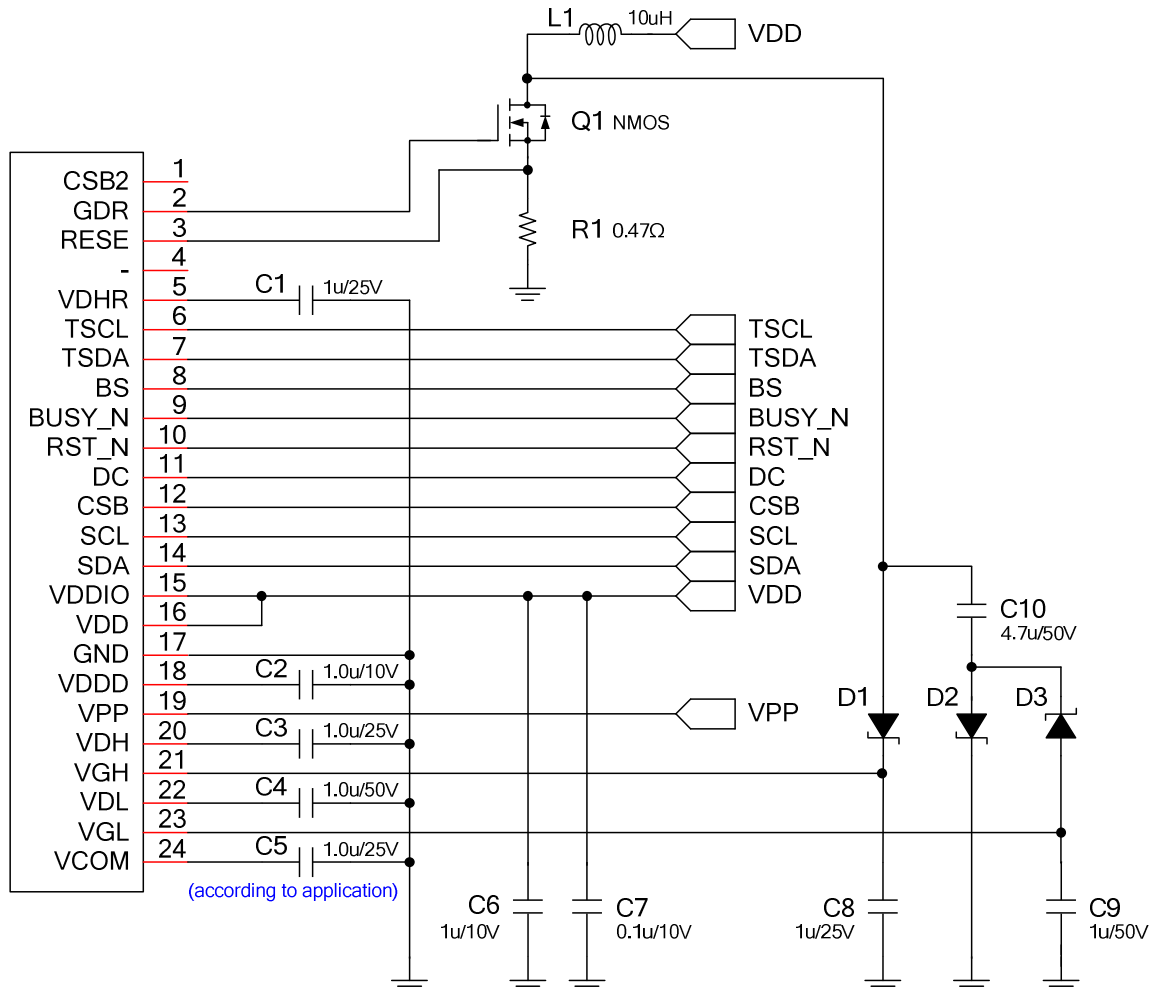 L1 10uH VDD
Q1 NMOS
R1 0.47Ω
CSB2 1
GDR 2
RESE 3
- 4
VDHR 5 C1 1u/25V
TSCL 6 TSCL
TSDA 7 TSDA
BS 8 BS
BUSY_N 9 BUSY_N
RST_N 10 RST_N
DC 11 DC
CSB 12 CSB
SCL 13 SCL
SDA 14 SDA
VDDIO 15 VDD
VDD 16
GND 17
VDDD 18 C2 1.0u/10V
VPP 19 VPP
VDH 20 C3 1.0u/25V
VGH 21
VDL 22 C4 1.0u/50V
VGL 23
VCOM 24 C5 1.0u/25V
(according to application)
C10
4.7u/50V
D1 D2 D3
C6
1u/10V
C7
0.1u/10V
C8
1u/25V
C9
1u/50V